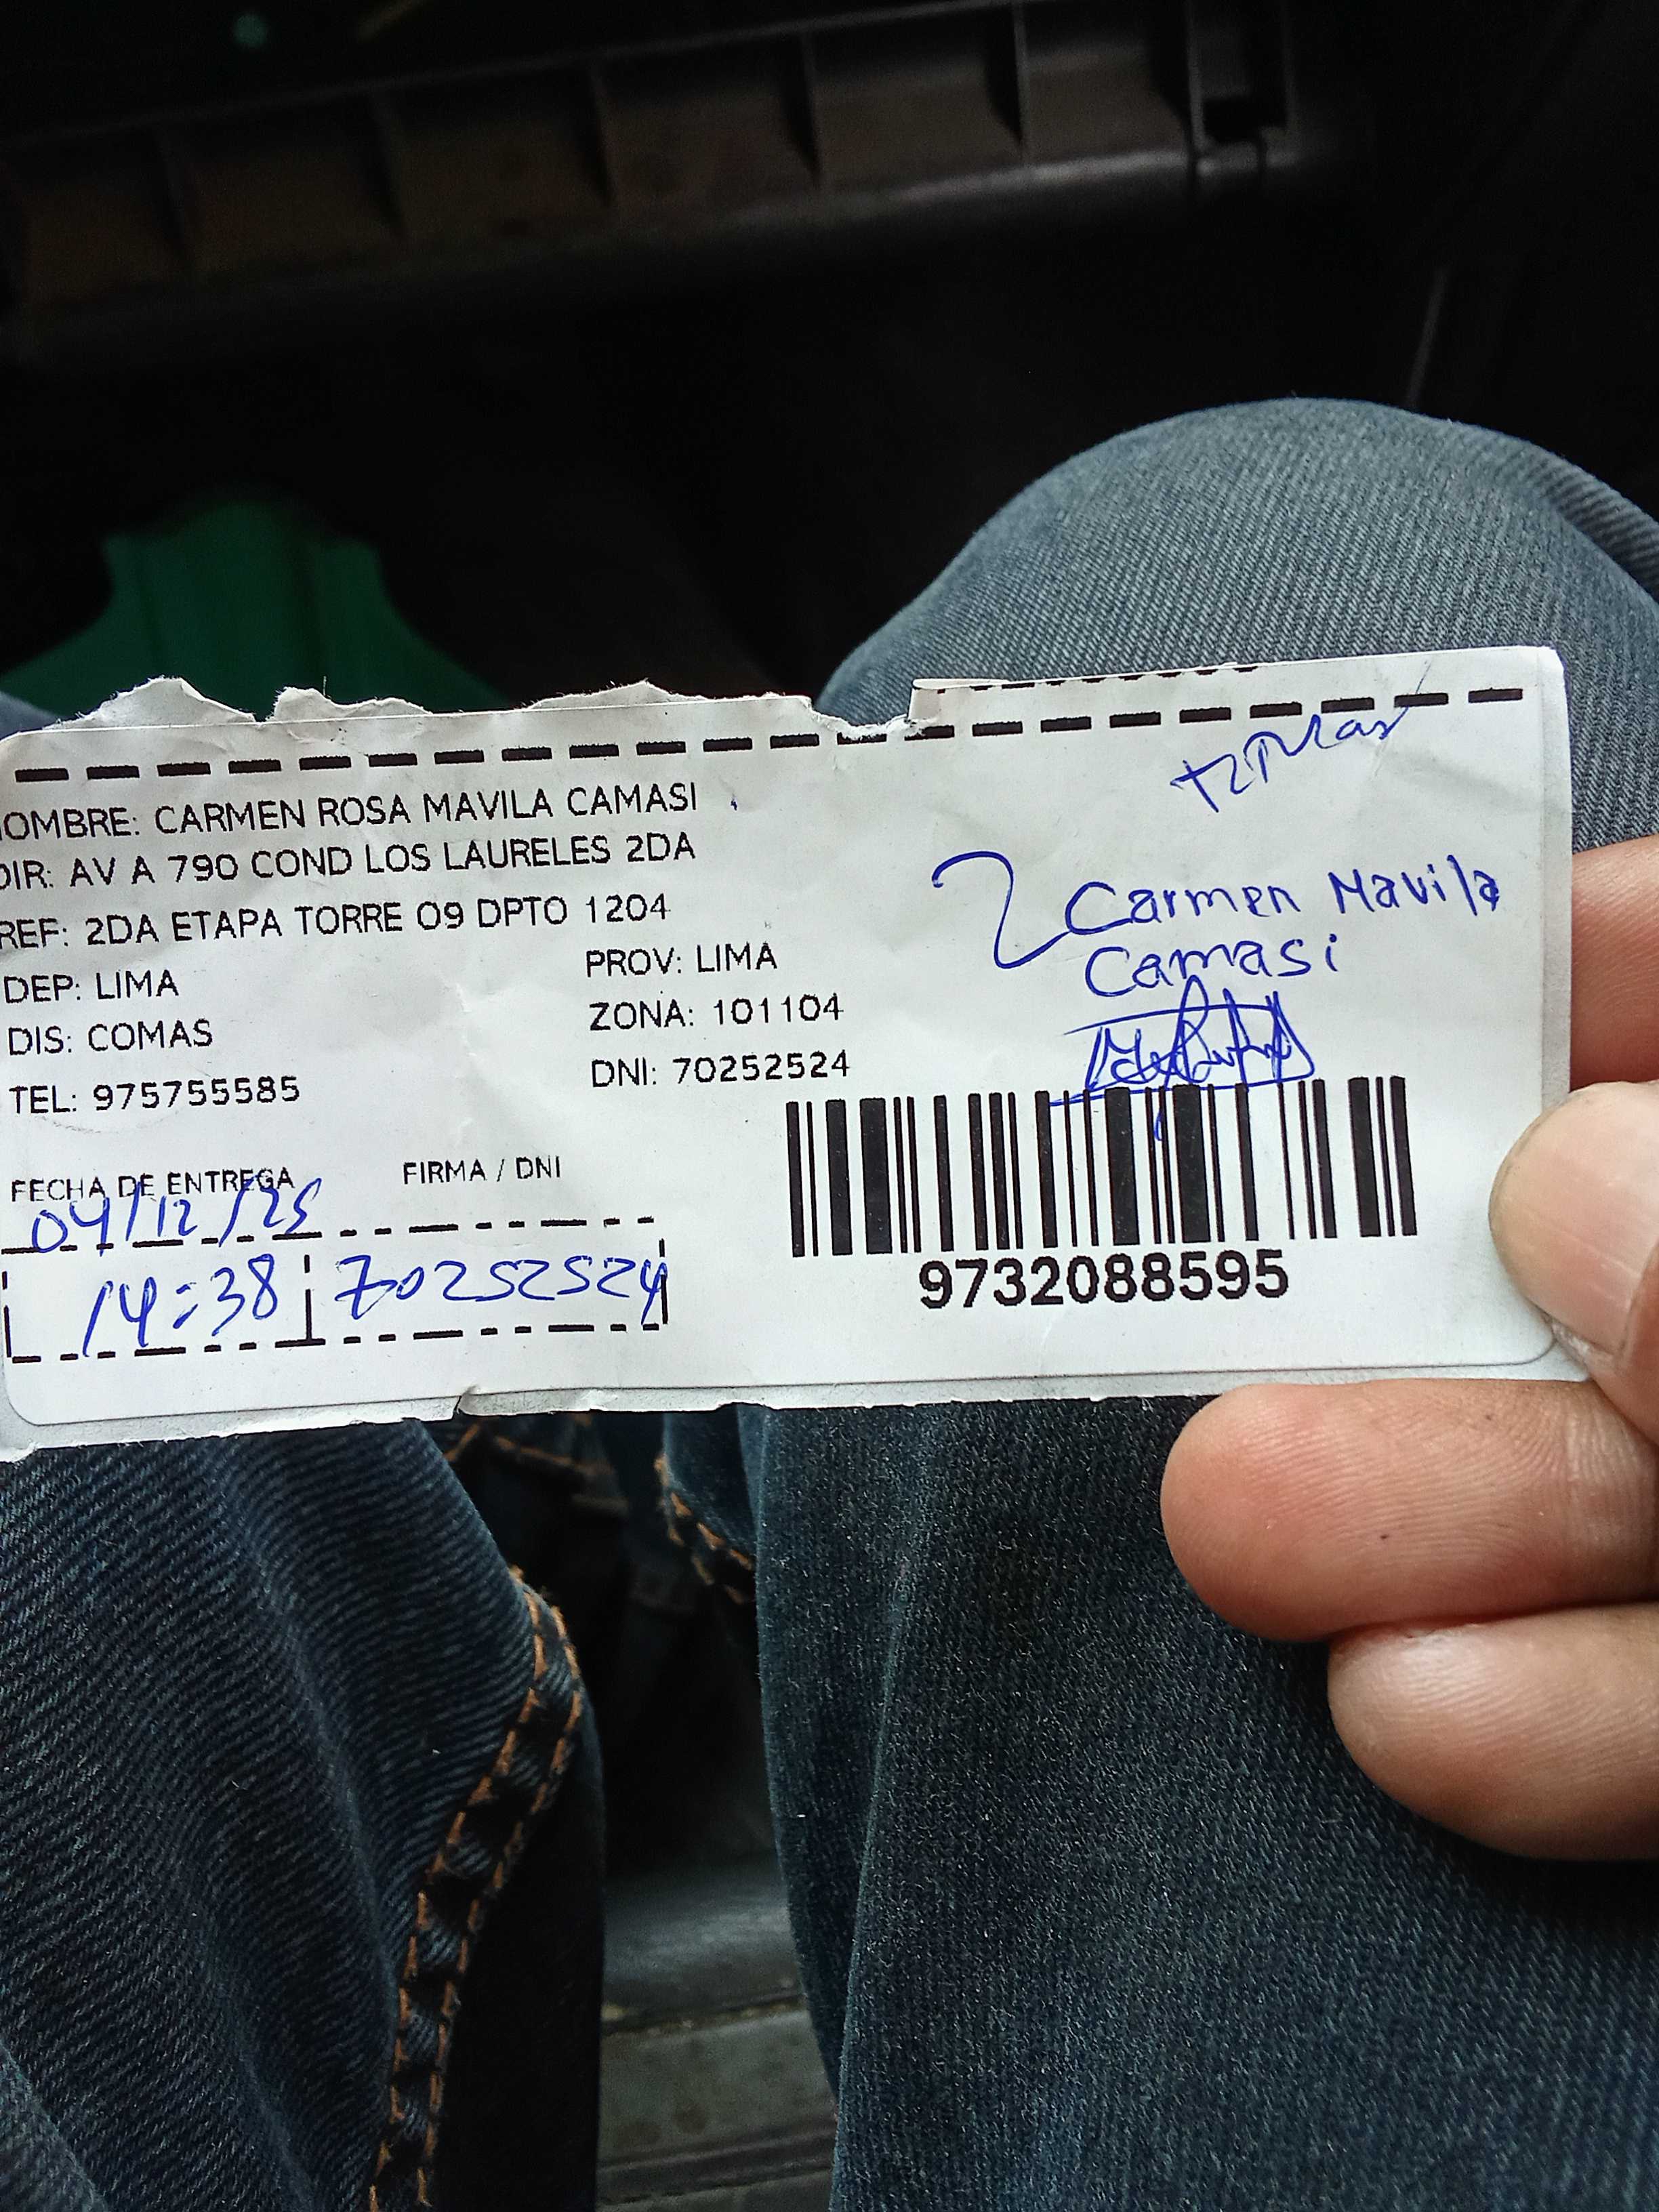 OMBRE: CARMEN ROSA MAVILA CAMASI
DIR: AV A 790 COND LOS LAURELES 2DA
REF: 2DA ETAPA TORRE 09 DPTO 1204
DEP: LIMA
PROV: LIMA
DIS: COMAS
ZONA: 101104
TEL: 975755585
DNI: 70252524
FECHA DE ENTREGA
FIRMA / DNI
04/12/25
14:38
70252524
Carmen Mavila
Camasi
9732088595